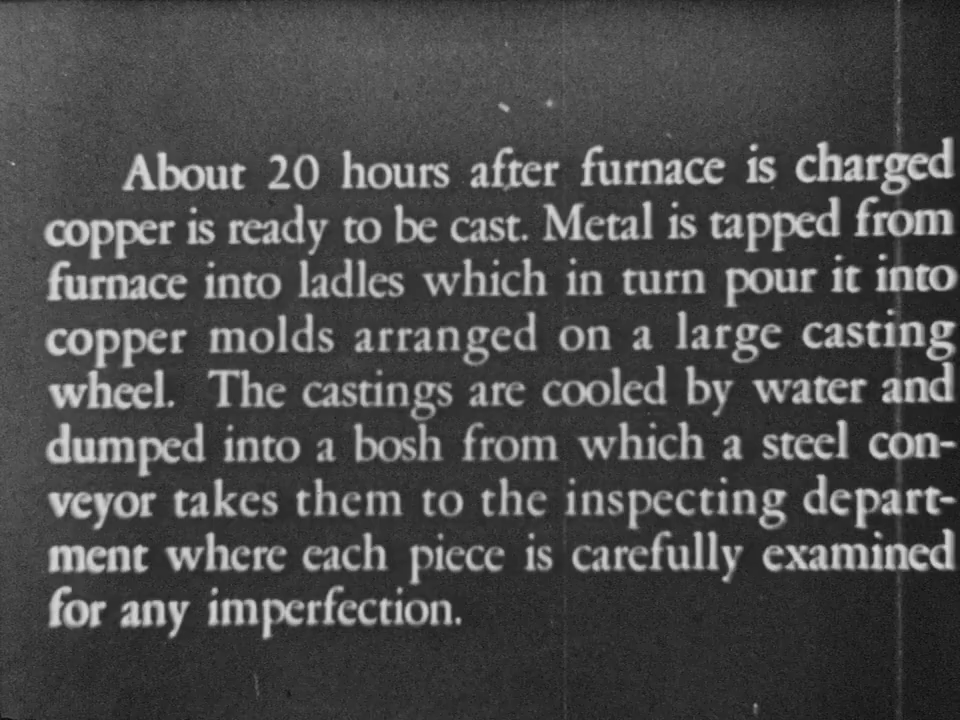 About 20 hours after furnace is charged
copper is ready to be cast. Metal is tapped from
furnace into ladles which in turn pour it into
copper molds arranged on a large casting
wheel. The castings are cooled by water and
dumped into a bosh from which a steel con-
veyor takes them to the inspecting depart-
ment where each piece is carefully examined
for any imperfection.